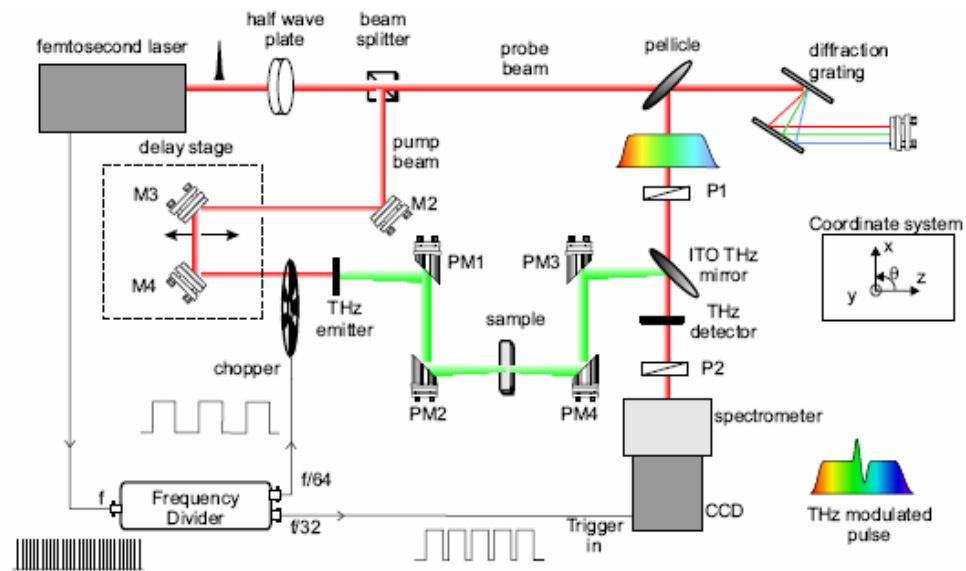 femtosecond laser
half wave
plate
beam
splitter
probe
beam
pellicle
diffraction
grating
delay stage
pump
beam
M3
M2
M4
P1
Coordinate system
x
θ
y
z
PM1
PM3
ITO THz
mirror
THz
emitter
sample
THz
detector
chopper
PM2
PM4
P2
spectrometer
f/64
f
Frequency
Divider
f/32
Trigger
in
CCD
THz modulated
pulse